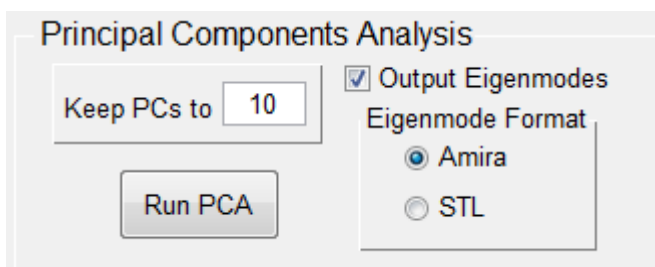 Principal Components Analysis
Keep PCs to 10
Output Eigenmodes
Eigenmode Format
Amira
STL
Run PCA